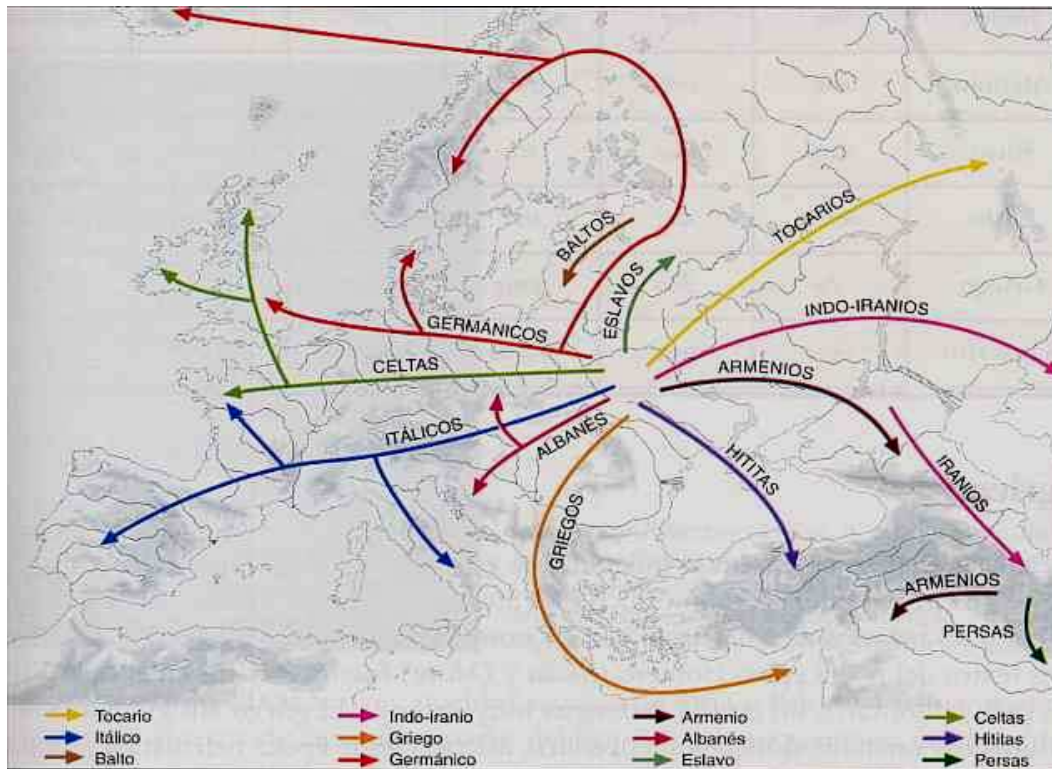 TOCARIOS
BALTOS
ESLAVOS
INDO-IRANIOS
GERMÁNICOS
CELTAS
ARMENIOS
ITÁLICOS
ALBANÉS
HITITAS
IRANIOS
GRIEGOS
ARMENIOS
PERSAS
Tocario
Indo-iranio
Armenio
Celtas
Itálico
Griego
Albanés
Hititas
Balto
Germánico
Eslavo
Persas